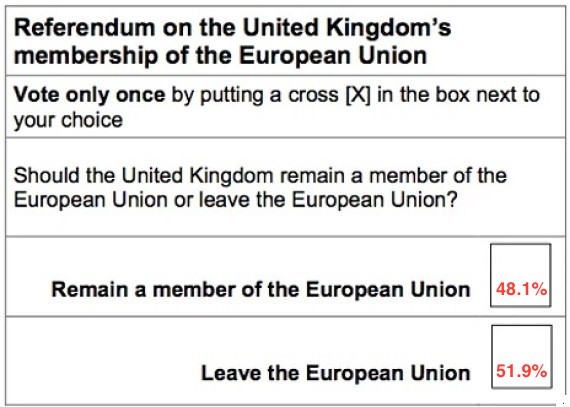 Referendum on the United Kingdom's
membership of the European Union
Vote only once by putting a cross [X] in the box next to
your choice
Should the United Kingdom remain a member of the
European Union or leave the European Union?
Remain a member of the European Union 48.1%
Leave the European Union 51.9%